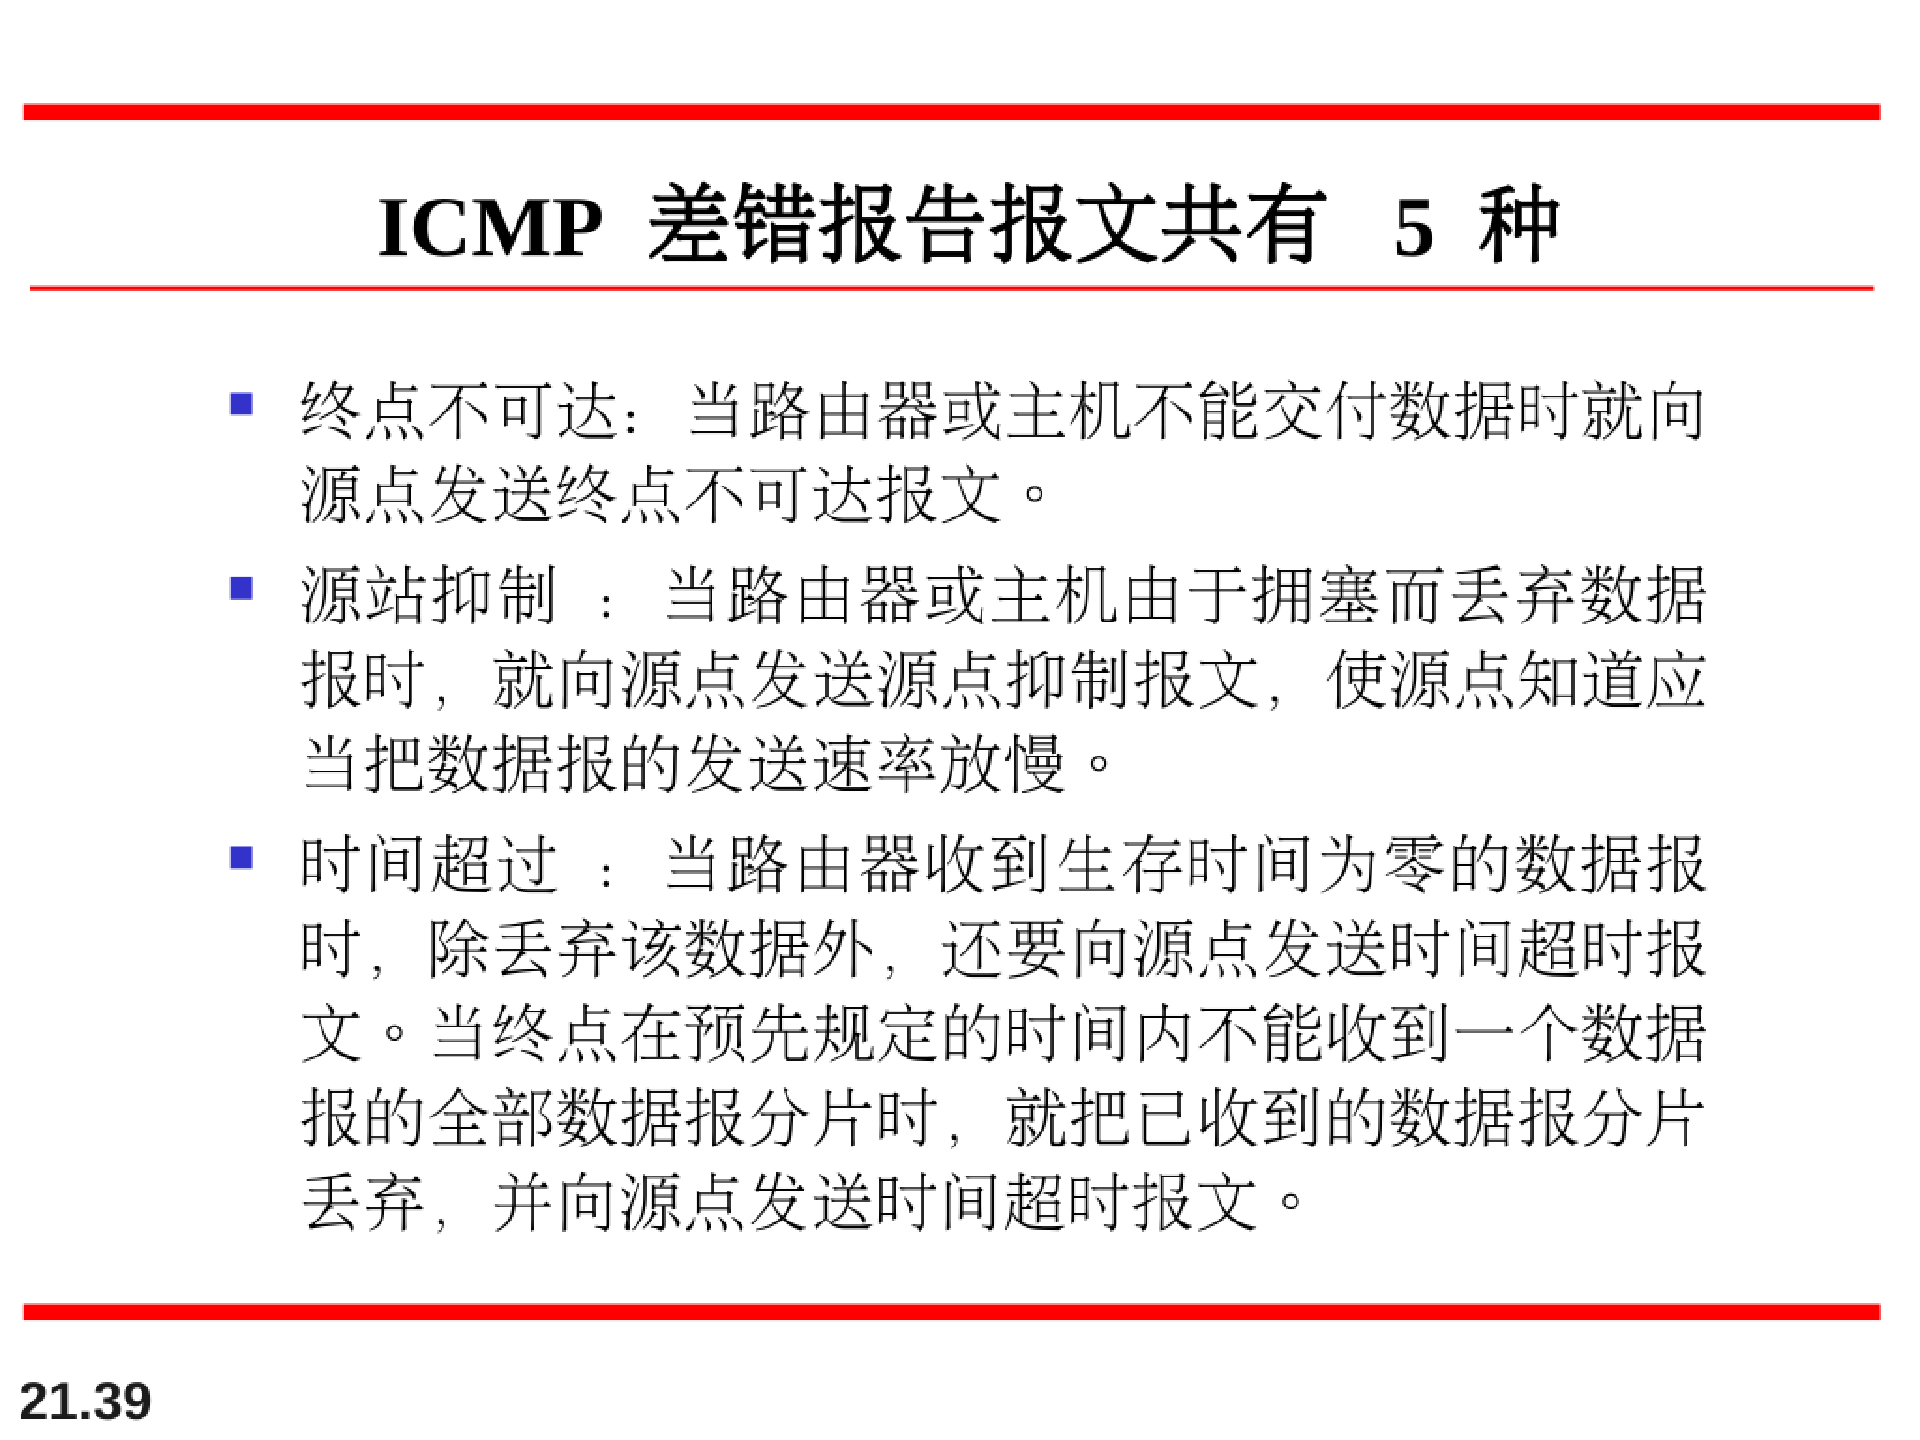 ICMP 差错报告报文共有 5 种
终点不可达：当路由器或主机不能交付数据时就向
源点发送终点不可达报文。
源站抑制 ：当路由器或主机由于拥塞而丢弃数据
报时，就向源点发送源点抑制报文，使源点知道应
当把数据报的发送速率放慢。
时间超过 ：当路由器收到生存时间为零的数据报
时，除丢弃该数据外，还要向源点发送时间超时报
文。当终点在预先规定的时间内不能收到一个数据
报的全部数据报分片时，就把已收到的数据报分片
丢弃，并向源点发送时间超时报文。
21.39